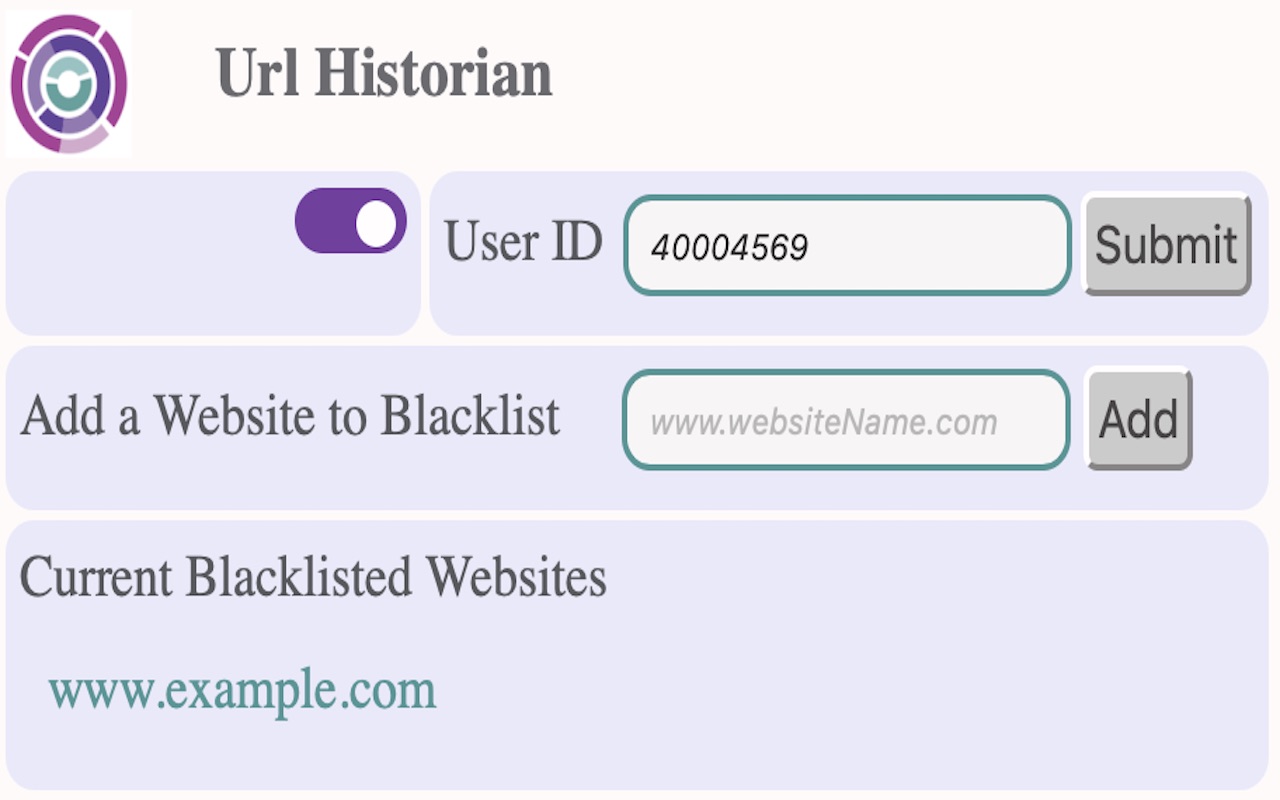 Url Historian
User ID 40004569 Submit
Add a Website to Blacklist www.websiteName.com Add
Current Blacklisted Websites
www.example.com